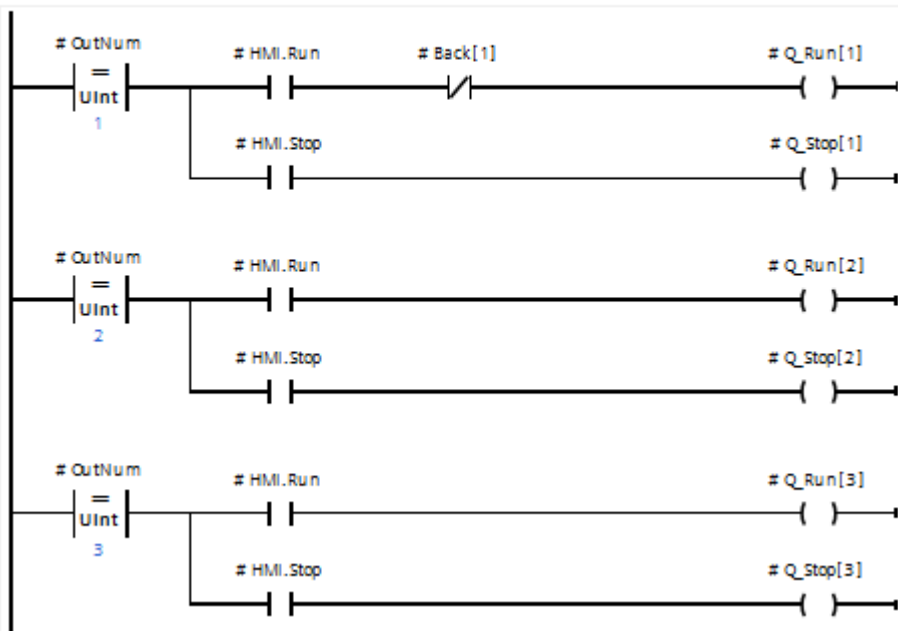 # OutNum
# HMI.Run
# Back[1]
# Q_Run[1]
=
UInt
1
# HMI.Stop
# Q_Stop[1]
# OutNum
# HMI.Run
# Q_Run[2]
=
UInt
2
# HMI.Stop
# Q_Stop[2]
# OutNum
# HMI.Run
# Q_Run[3]
=
UInt
3
# HMI.Stop
# Q_Stop[3]